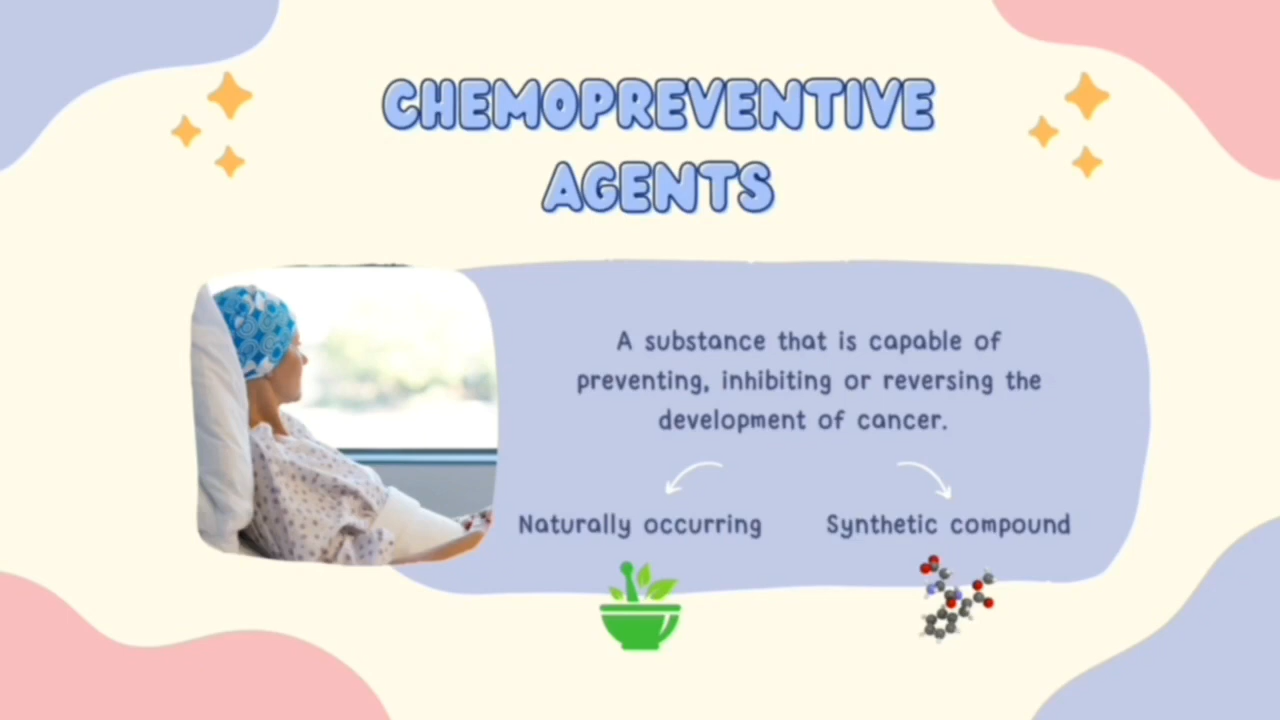 CHEMOPREVENTIVE
AGENTS
A substance that is capable of
preventing, inhibiting or reversing the
development of cancer.
Naturally occurring
Synthetic compound